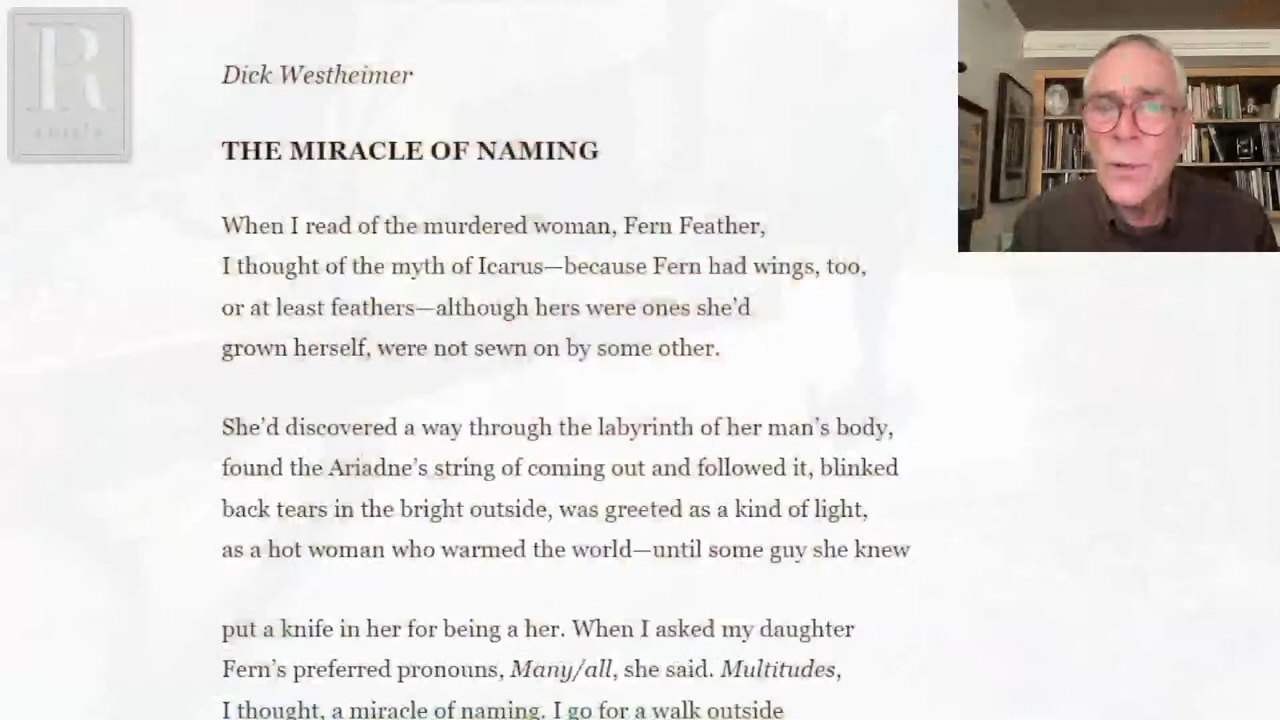 R
Dick Westheimer
THE MIRACLE OF NAMING
When I read of the murdered woman, Fern Feather,
I thought of the myth of Icarus—because Fern had wings, too,
or at least feathers—although hers were ones she’d
grown herself, were not sewn on by some other.
She’d discovered a way through the labyrinth of her man’s body,
found the Ariadne’s string of coming out and followed it, blinked
back tears in the bright outside, was greeted as a kind of light,
as a hot woman who warmed the world—until some guy she knew
put a knife in her for being a her. When I asked my daughter
Fern’s preferred pronouns, Many/all, she said. Multitudes,
I thought, a miracle of naming. I go for a walk outside